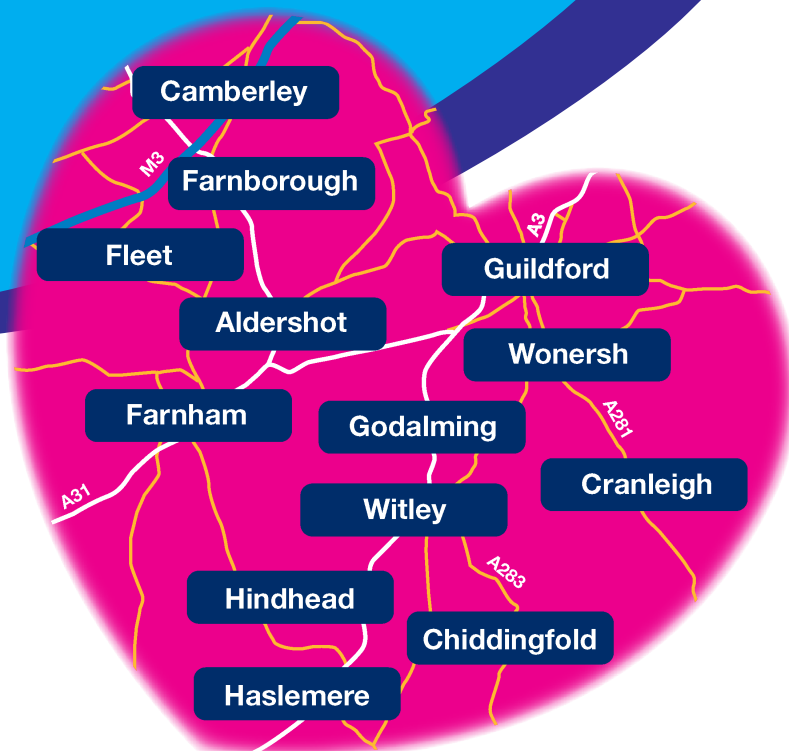 Camberley
M3
Farnborough
A3
Fleet
Guildford
Aldershot
Wonersh
Farnham
Godalming
A281
Cranleigh
A31
Witley
A283
Hindhead
Chiddingfold
Haslemere